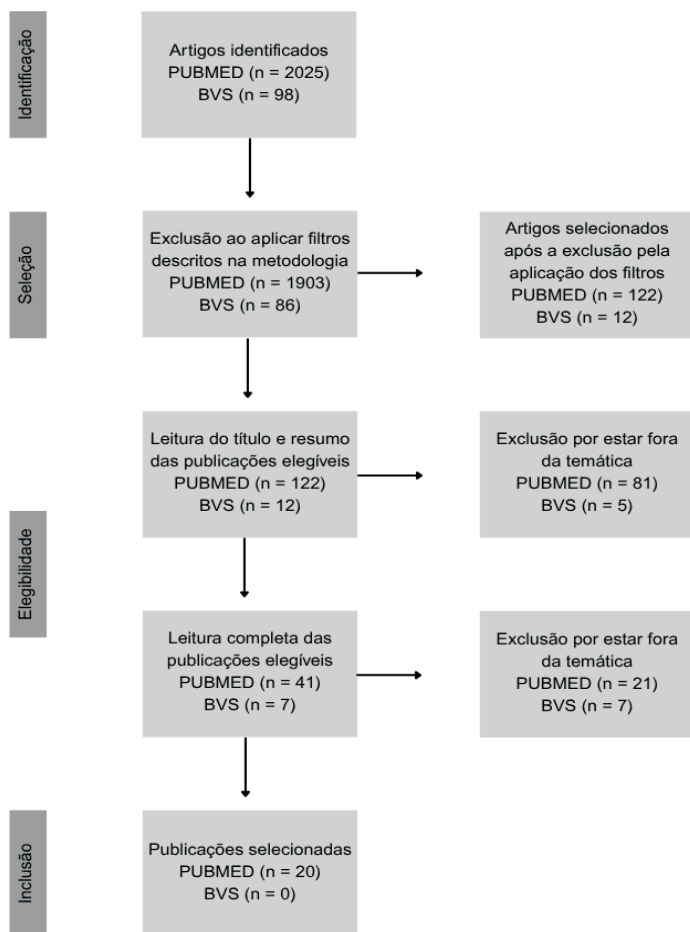 Identificação
Artigos identificados
PUBMED (n = 2025)
BVS (n = 98)
Seleção
Exclusão ao aplicar filtros
descritos na metodologia
PUBMED (n = 1903)
BVS (n = 86)
Artigos selecionados
após a exclusão pela
aplicação dos filtros
PUBMED (n = 122)
BVS (n = 12)
Elegibilidade
Leitura do título e resumo
das publicações elegíveis
PUBMED (n = 122)
BVS (n = 12)
Exclusão por estar fora
da temática
PUBMED (n = 81)
BVS (n = 5)
Leitura completa das
publicações elegíveis
PUBMED (n = 41)
BVS (n = 7)
Exclusão por estar fora
da temática
PUBMED (n = 21)
BVS (n = 7)
Inclusão
Publicações selecionadas
PUBMED (n = 20)
BVS (n = 0)